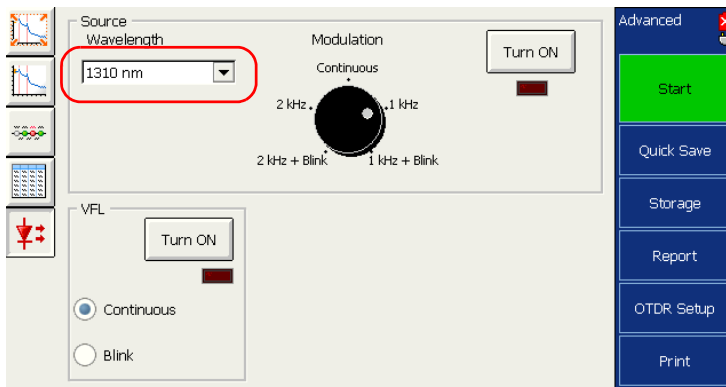 Source
Wavelength
1310 nm
Modulation
Continuous
2 kHz
1 kHz
2 kHz + Blink
1 kHz + Blink
Turn ON
VFL
Turn ON
Continuous
Blink
Advanced
Start
Quick Save
Storage
Report
OTDR Setup
Print